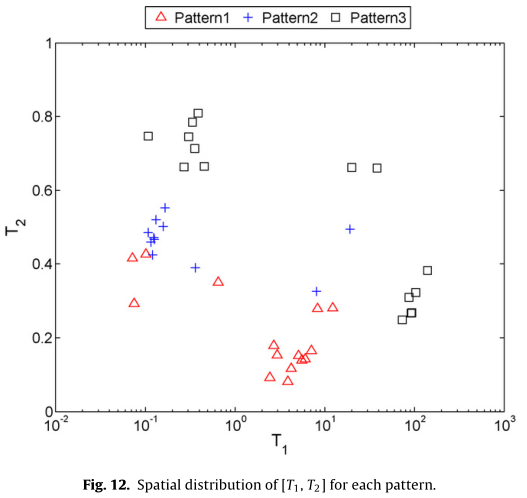 Pattern1 Pattern2 Pattern3
1
0.8
0.6
0.4
0.2
0
T2
10-2 10-1 100 101 102 103
T1
Fig. 12. Spatial distribution of [T1, T2] for each pattern.